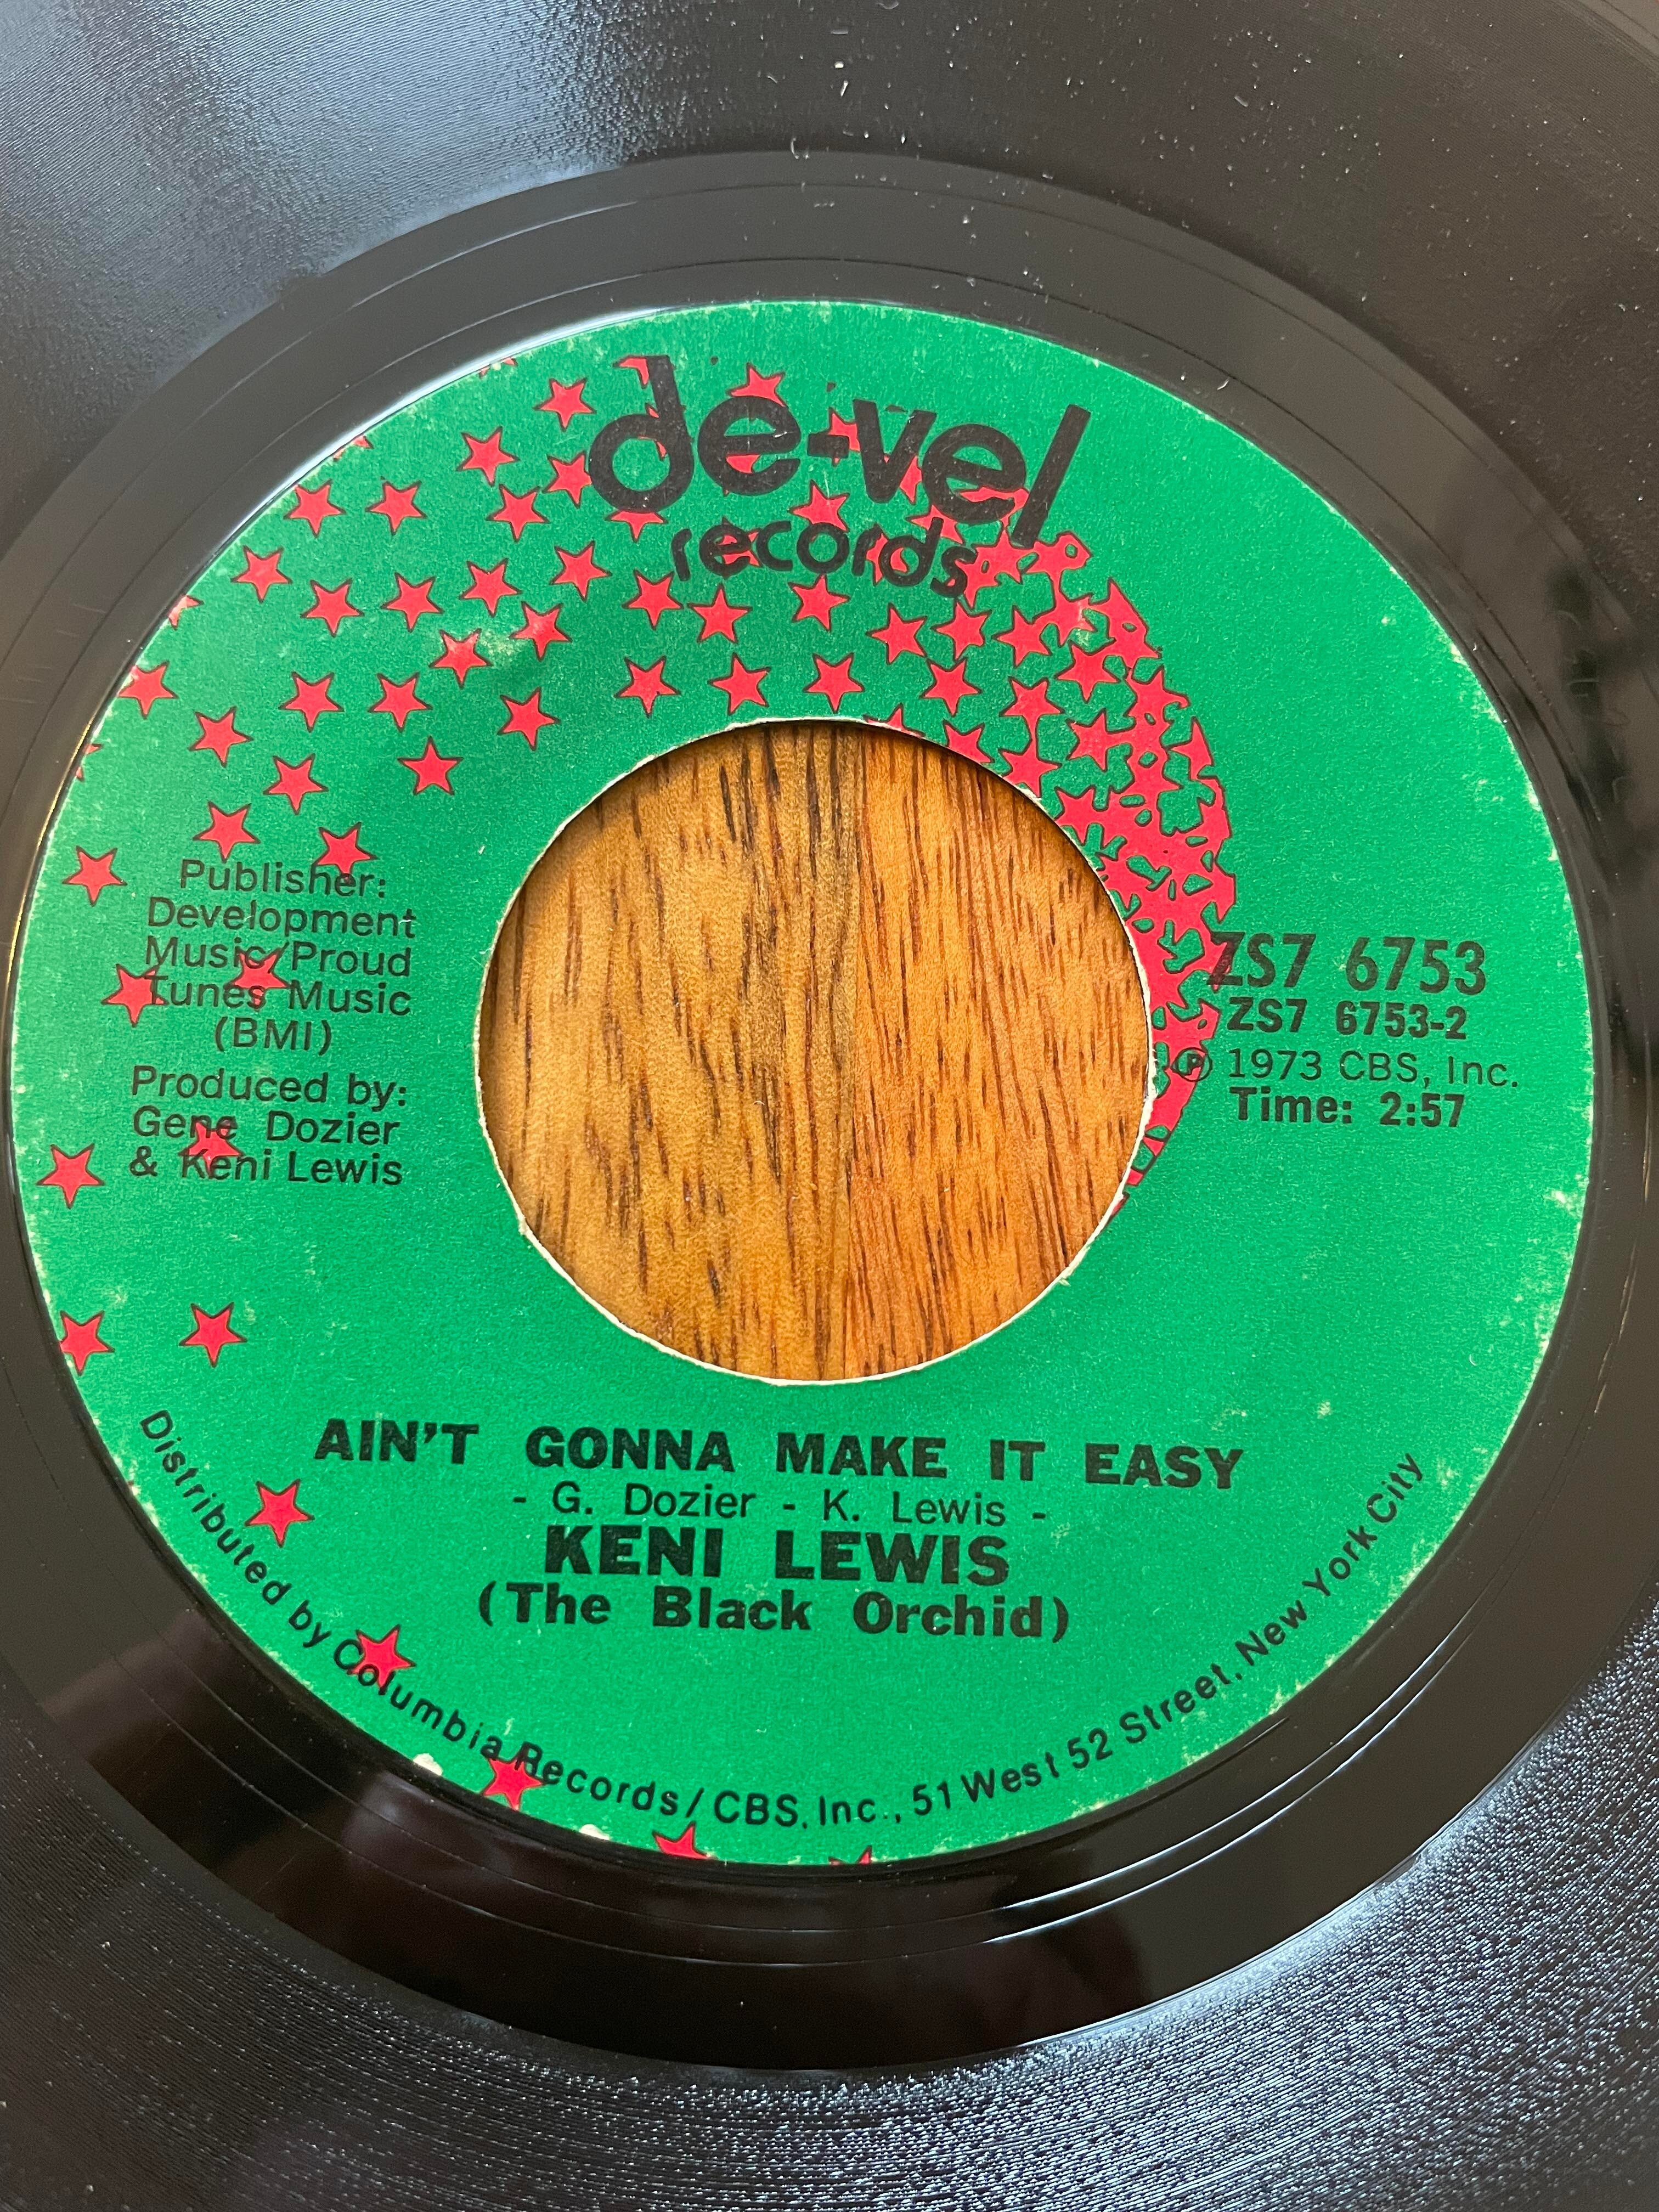 de-vel
records
Publisher:
Development
Music/Proud
Tunes Music
(BMI)
Produced by:
Gene Dozier
& Keni Lewis
ZS7 6753
ZS7 6753-2
Ⓟ 1973 CBS, Inc.
Time: 2:57
AIN'T GONNA MAKE IT EASY
- G. Dozier - K. Lewis -
KENI LEWIS
(The Black Orchid)
Distributed by Columbia Records/CBS, Inc., 51 West 52 Street, New York City